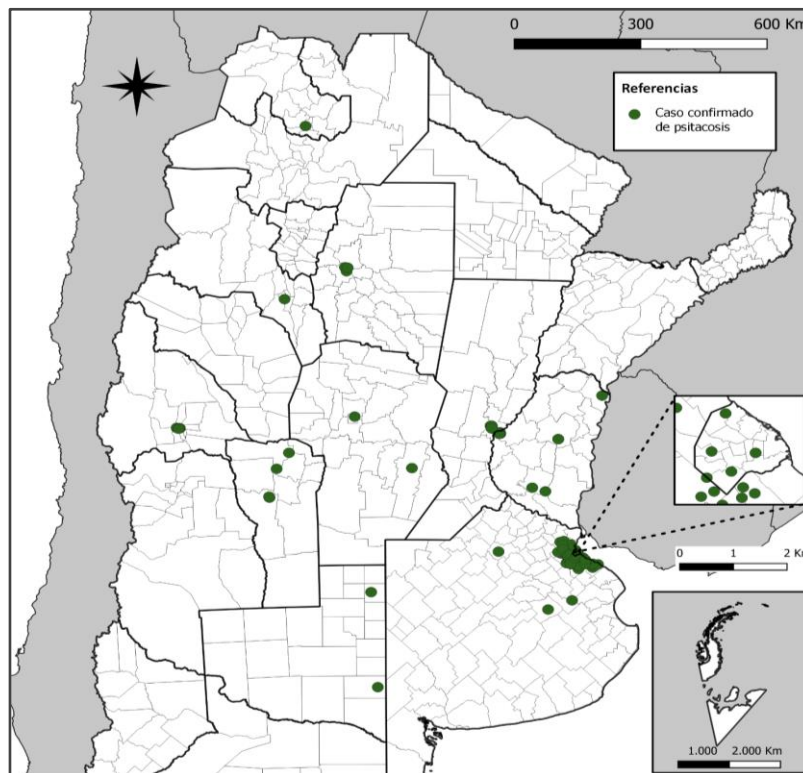 0 300 600 Km
Referencias
Caso confirmado
de psitacosis
0 1 2 Km
1.000 2.000 Km